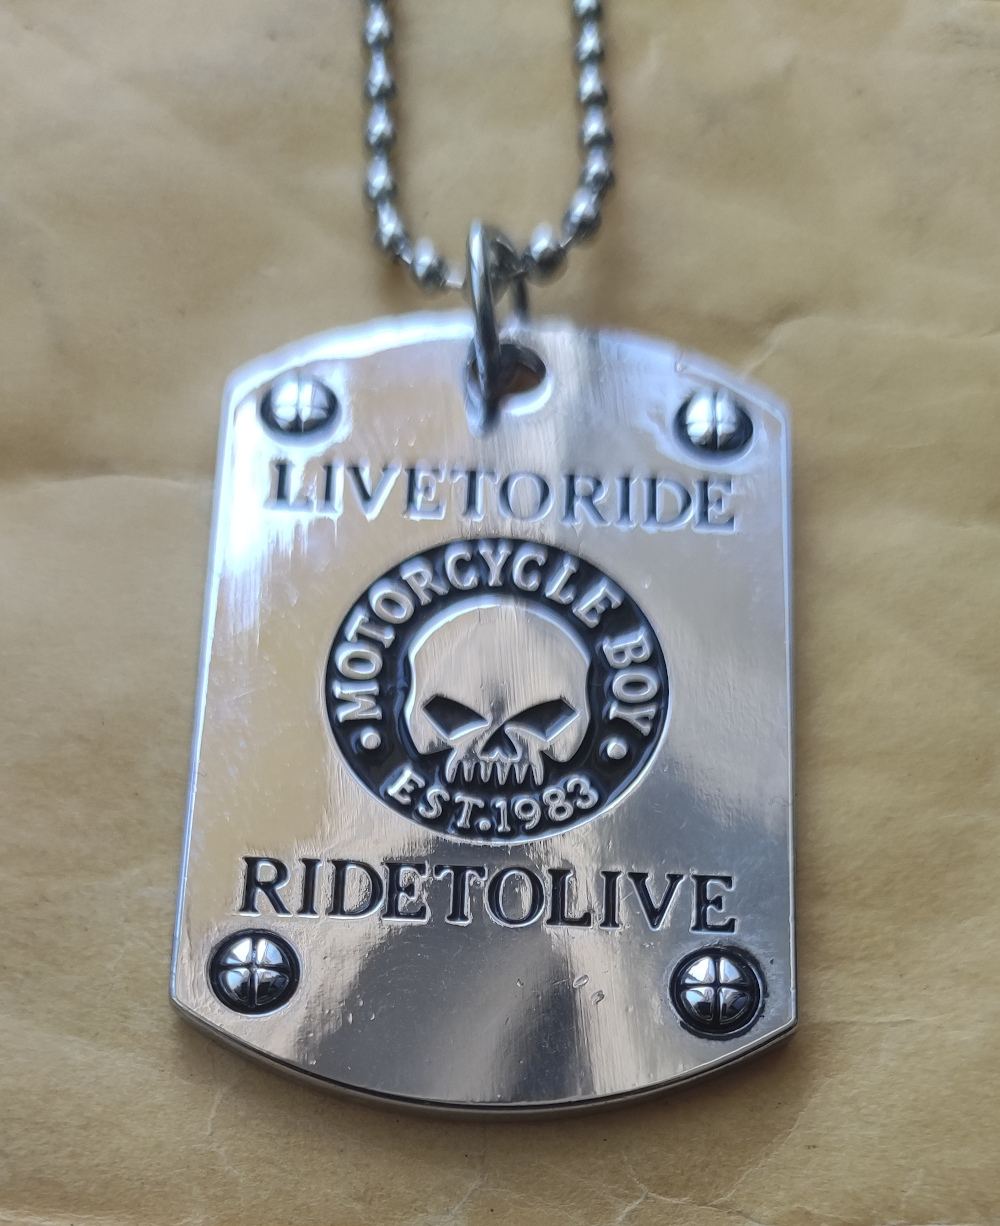 LIVETORIDE
MOTORCYCLE BOY
EST.1983
RIDETOLIVE